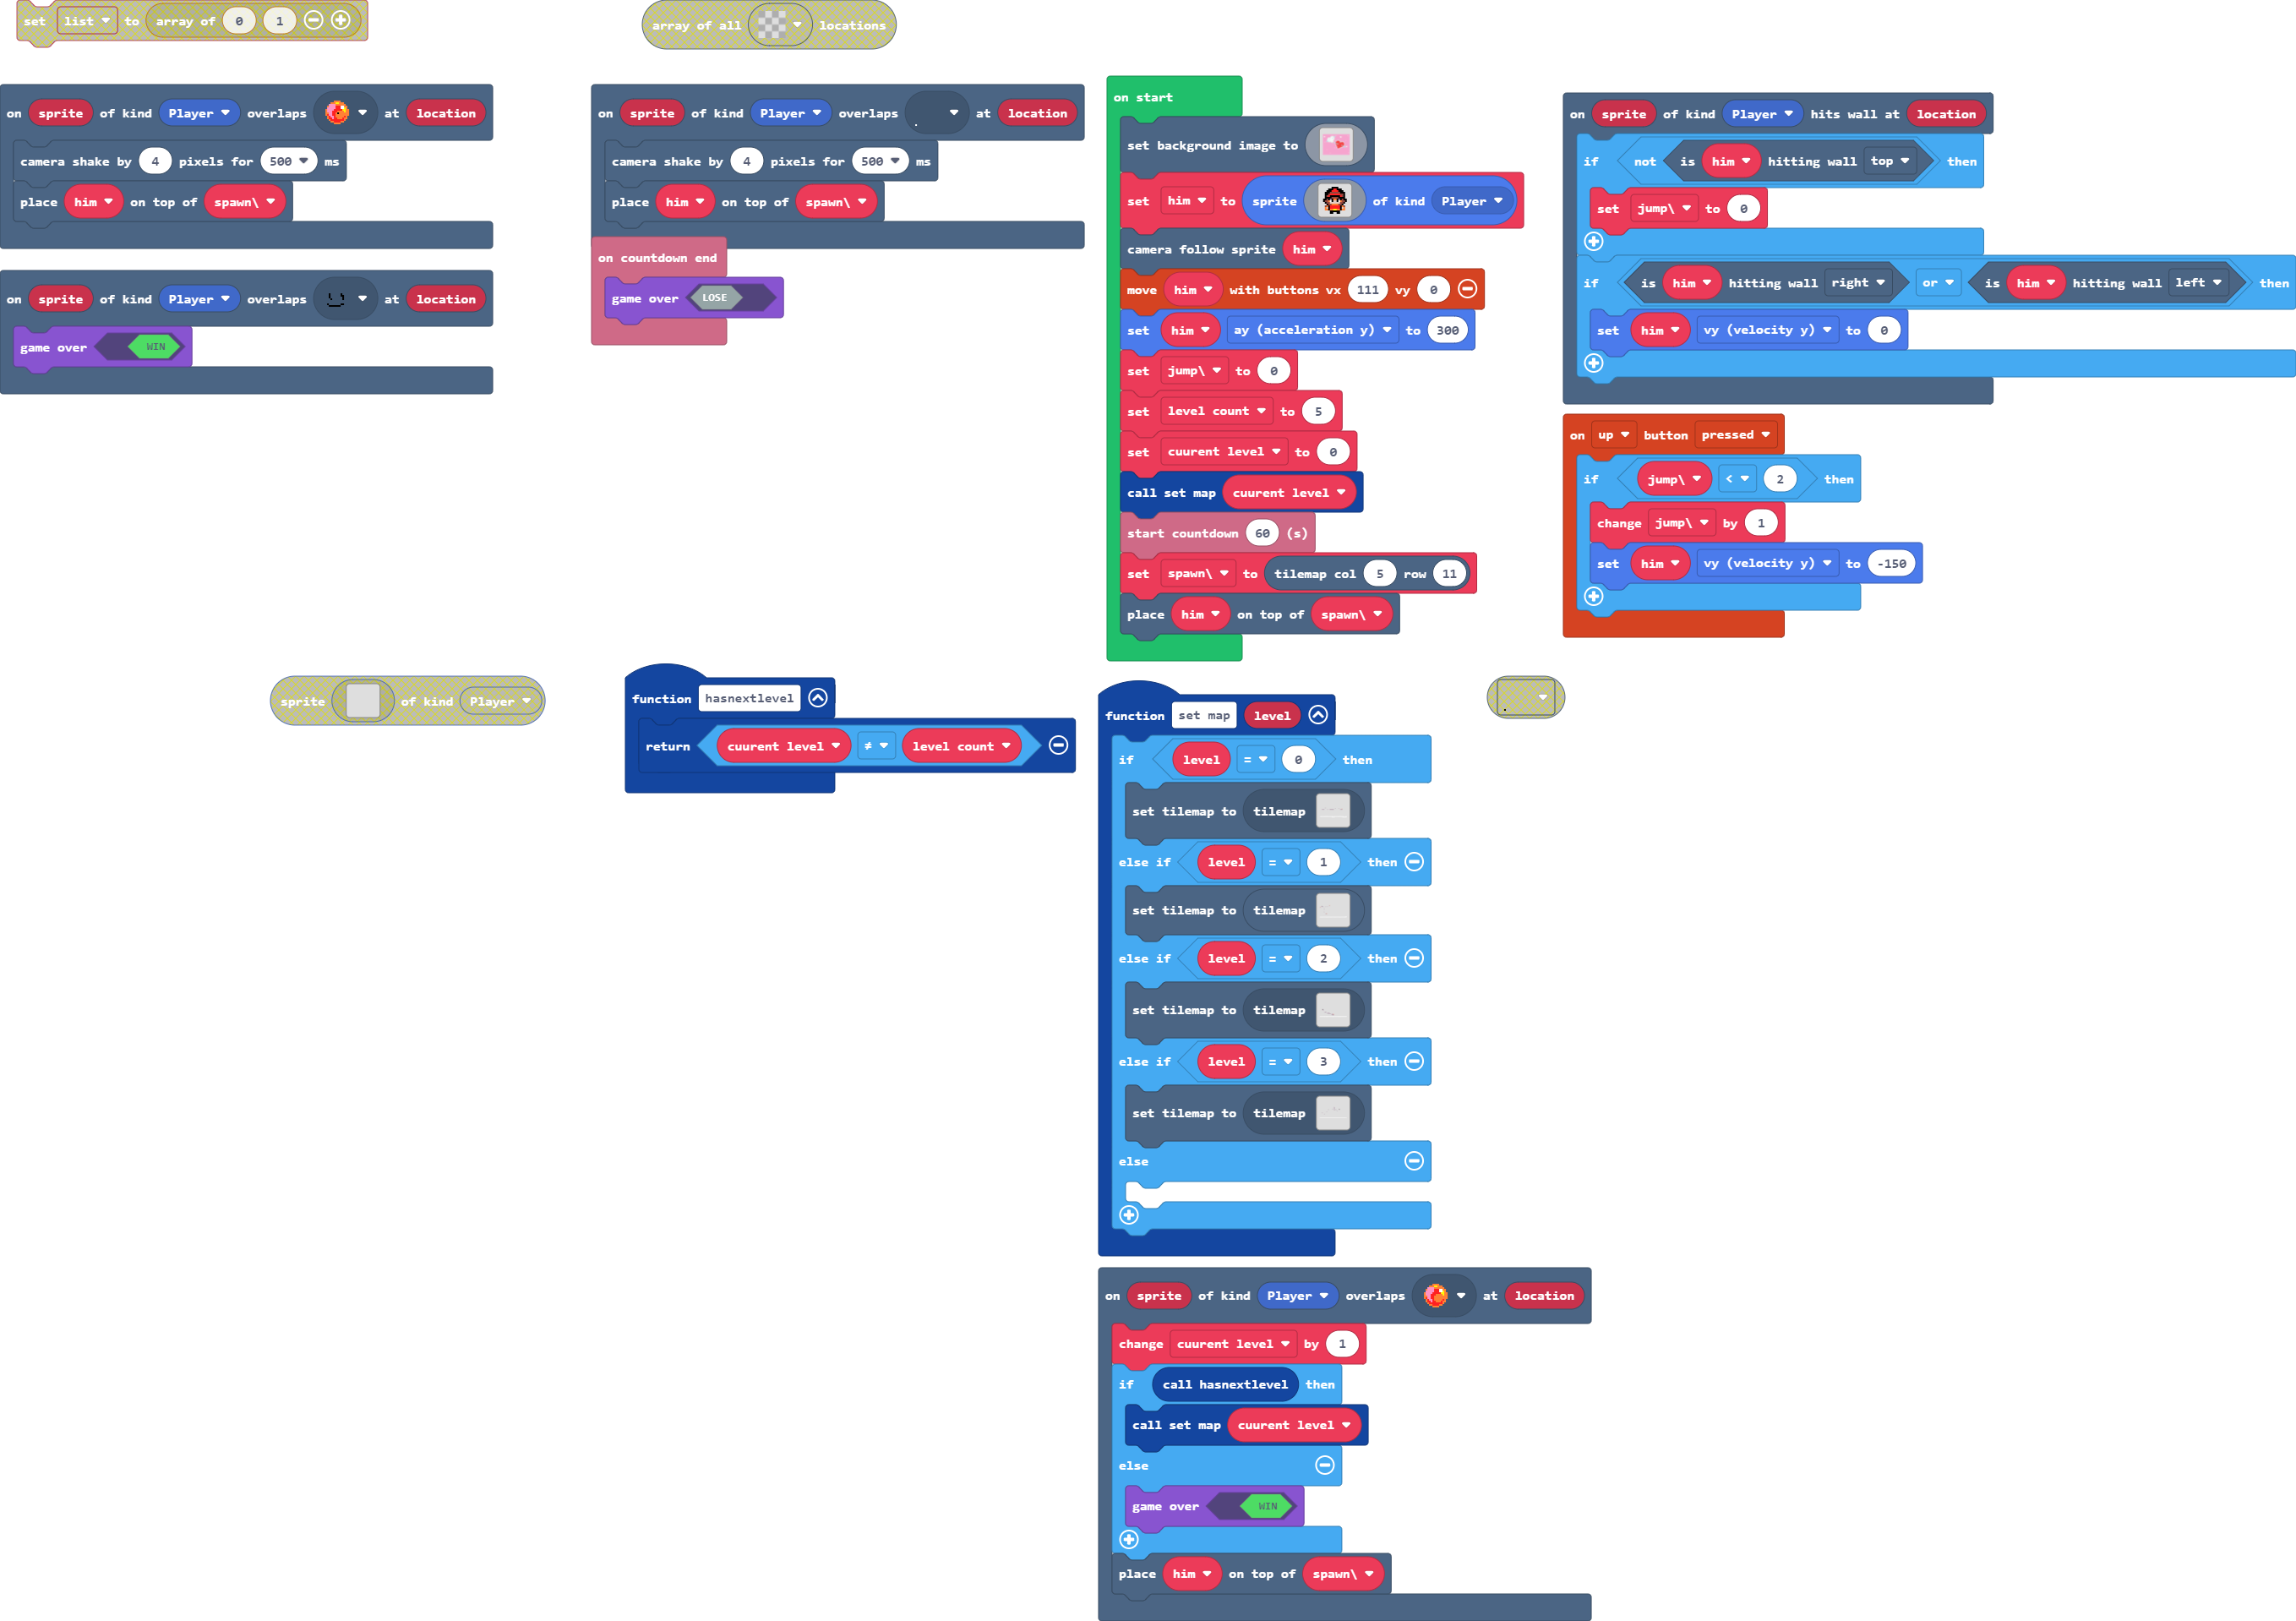 set list to array of 0 1
array of all locations
on sprite of kind Player overlaps at location
camera shake by 4 pixels for 500 ms
place him on top of spawn\
on sprite of kind Player overlaps at location
game over WIN
on sprite of kind Player overlaps . at location
camera shake by 4 pixels for 500 ms
place him on top of spawn\
on countdown end
game over LOSE
on start
set background image to
set him to sprite of kind Player
camera follow sprite him
move him with buttons vx 111 vy 0
set him ay (acceleration y) to 300
set jump\ to 0
set level count to 5
set cuurent level to 0
call set map cuurent level
start countdown 60 (s)
set spawn\ to tilemap col 5 row 11
place him on top of spawn\
on sprite of kind Player hits wall at location
if not is him hitting wall top then
set jump\ to 0
if is him hitting wall right or is him hitting wall left then
set him vy (velocity y) to 0
on up button pressed
if jump\ < 2 then
change jump\ by 1
set him vy (velocity y) to -150
sprite of kind Player
function hasnextlevel
return cuurent level ≠ level count
function set map level
if level = 0 then
set tilemap to tilemap
else if level = 1 then
set tilemap to tilemap
else if level = 2 then
set tilemap to tilemap
else if level = 3 then
set tilemap to tilemap
else
.
on sprite of kind Player overlaps at location
change cuurent level by 1
if call hasnextlevel then
call set map cuurent level
else
game over WIN
place him on top of spawn\